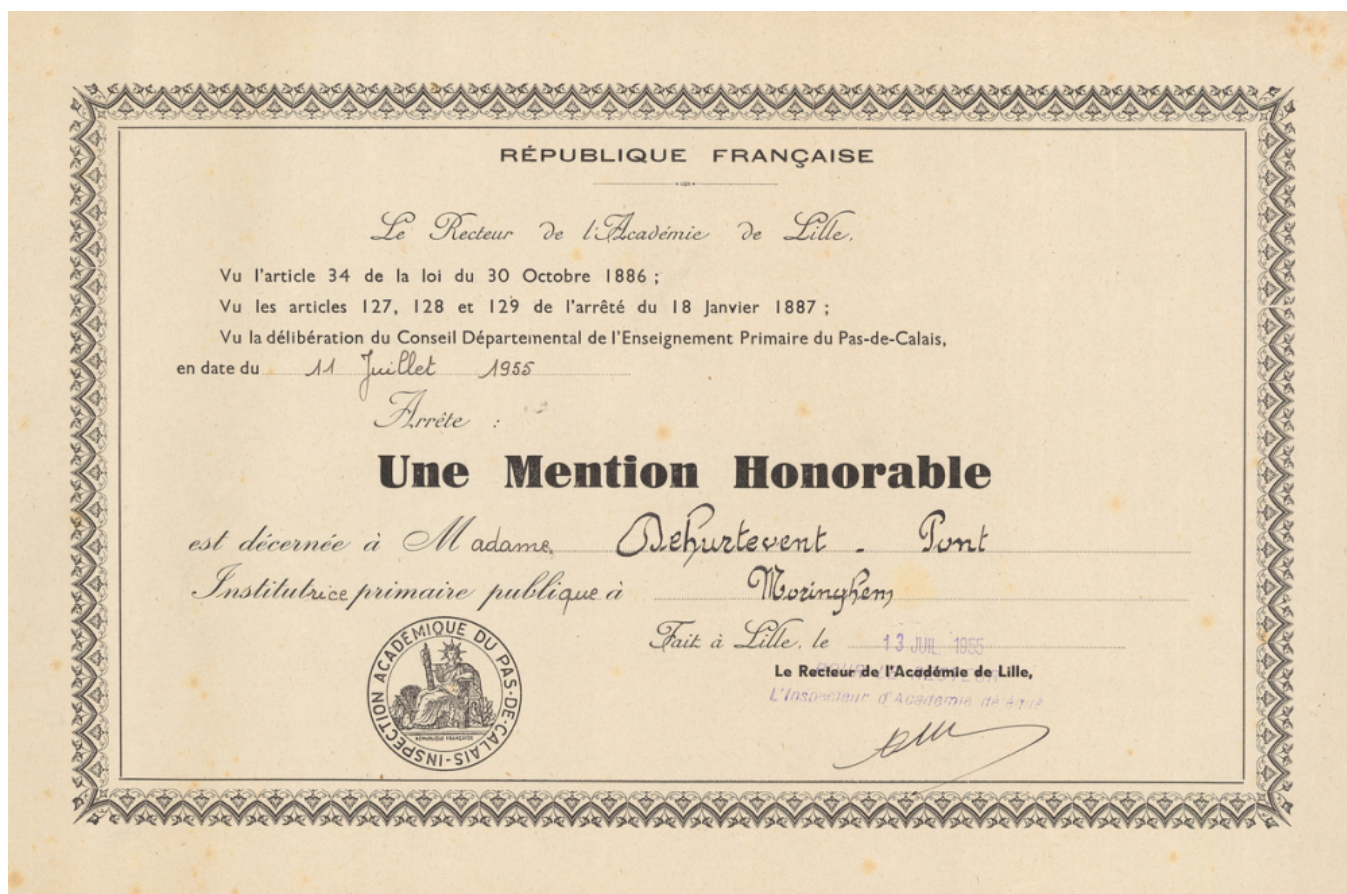 RÉPUBLIQUE FRANÇAISE
Le Recteur de l'Académie de Lille,
Vu l'article 34 de la loi du 30 Octobre 1886 ;
Vu les articles 127, 128 et 129 de l'arrêté du 18 Janvier 1887 ;
Vu la délibération du Conseil Départemental de l'Enseignement Primaire du Pas-de-Calais,
en date du 11 Juillet 1955
Arrête :
Une Mention Honorable
est décernée à Madame Dehurtevent - Pont
Institutrice primaire publique à Moringhem
Fait à Lille, le 13 JUIL 1955
Le Recteur de l'Académie de Lille,
POUR LE RECTEUR
L'Inspecteur d'Académie délégué
INSPECTION ACADÉMIQUE DU PAS-DE-CALAIS
RÉPUBLIQUE FRANÇAISE